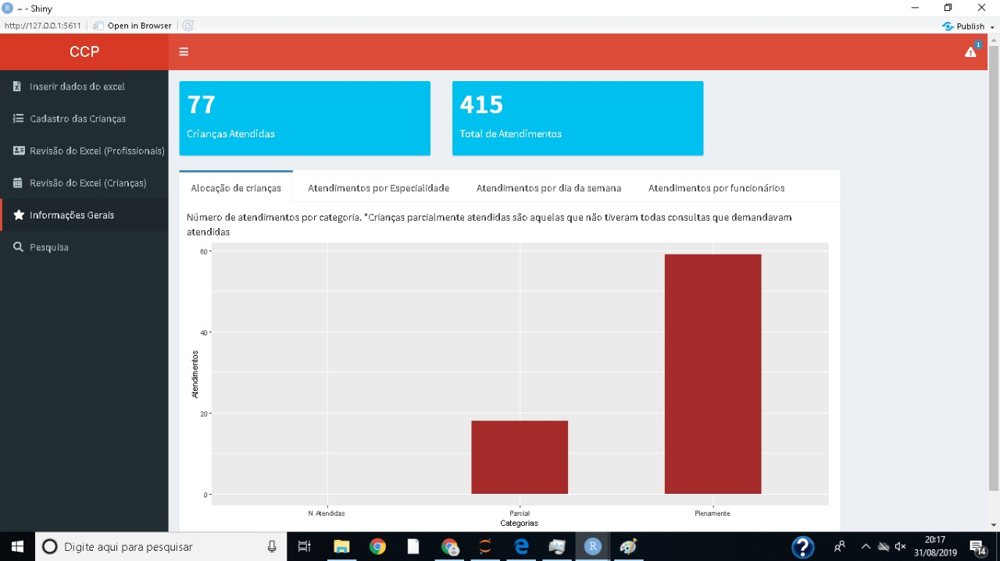 ~ - Shiny
http://127.0.0.1:5611 Open in Browser Publish
CCP
1
Inserir dados do excel
Cadastro das Crianças
Revisão do Excel (Profissionais)
Revisão do Excel (Crianças)
Informações Gerais
Pesquisa
77
Crianças Atendidas
415
Total de Atendimentos
Alocação de crianças Atendimentos por Especialidade Atendimentos por dia da semana Atendimentos por funcionários
Número de atendimentos por categoria. *Crianças parcialmente atendidas são aquelas que não tiveram todas consultas que demandavam
atendidas
60
40
20
0
Atendimentos
N Atendidas Parcial Plenamente
Categorias
Digite aqui para pesquisar
20:17
31/08/2019
14